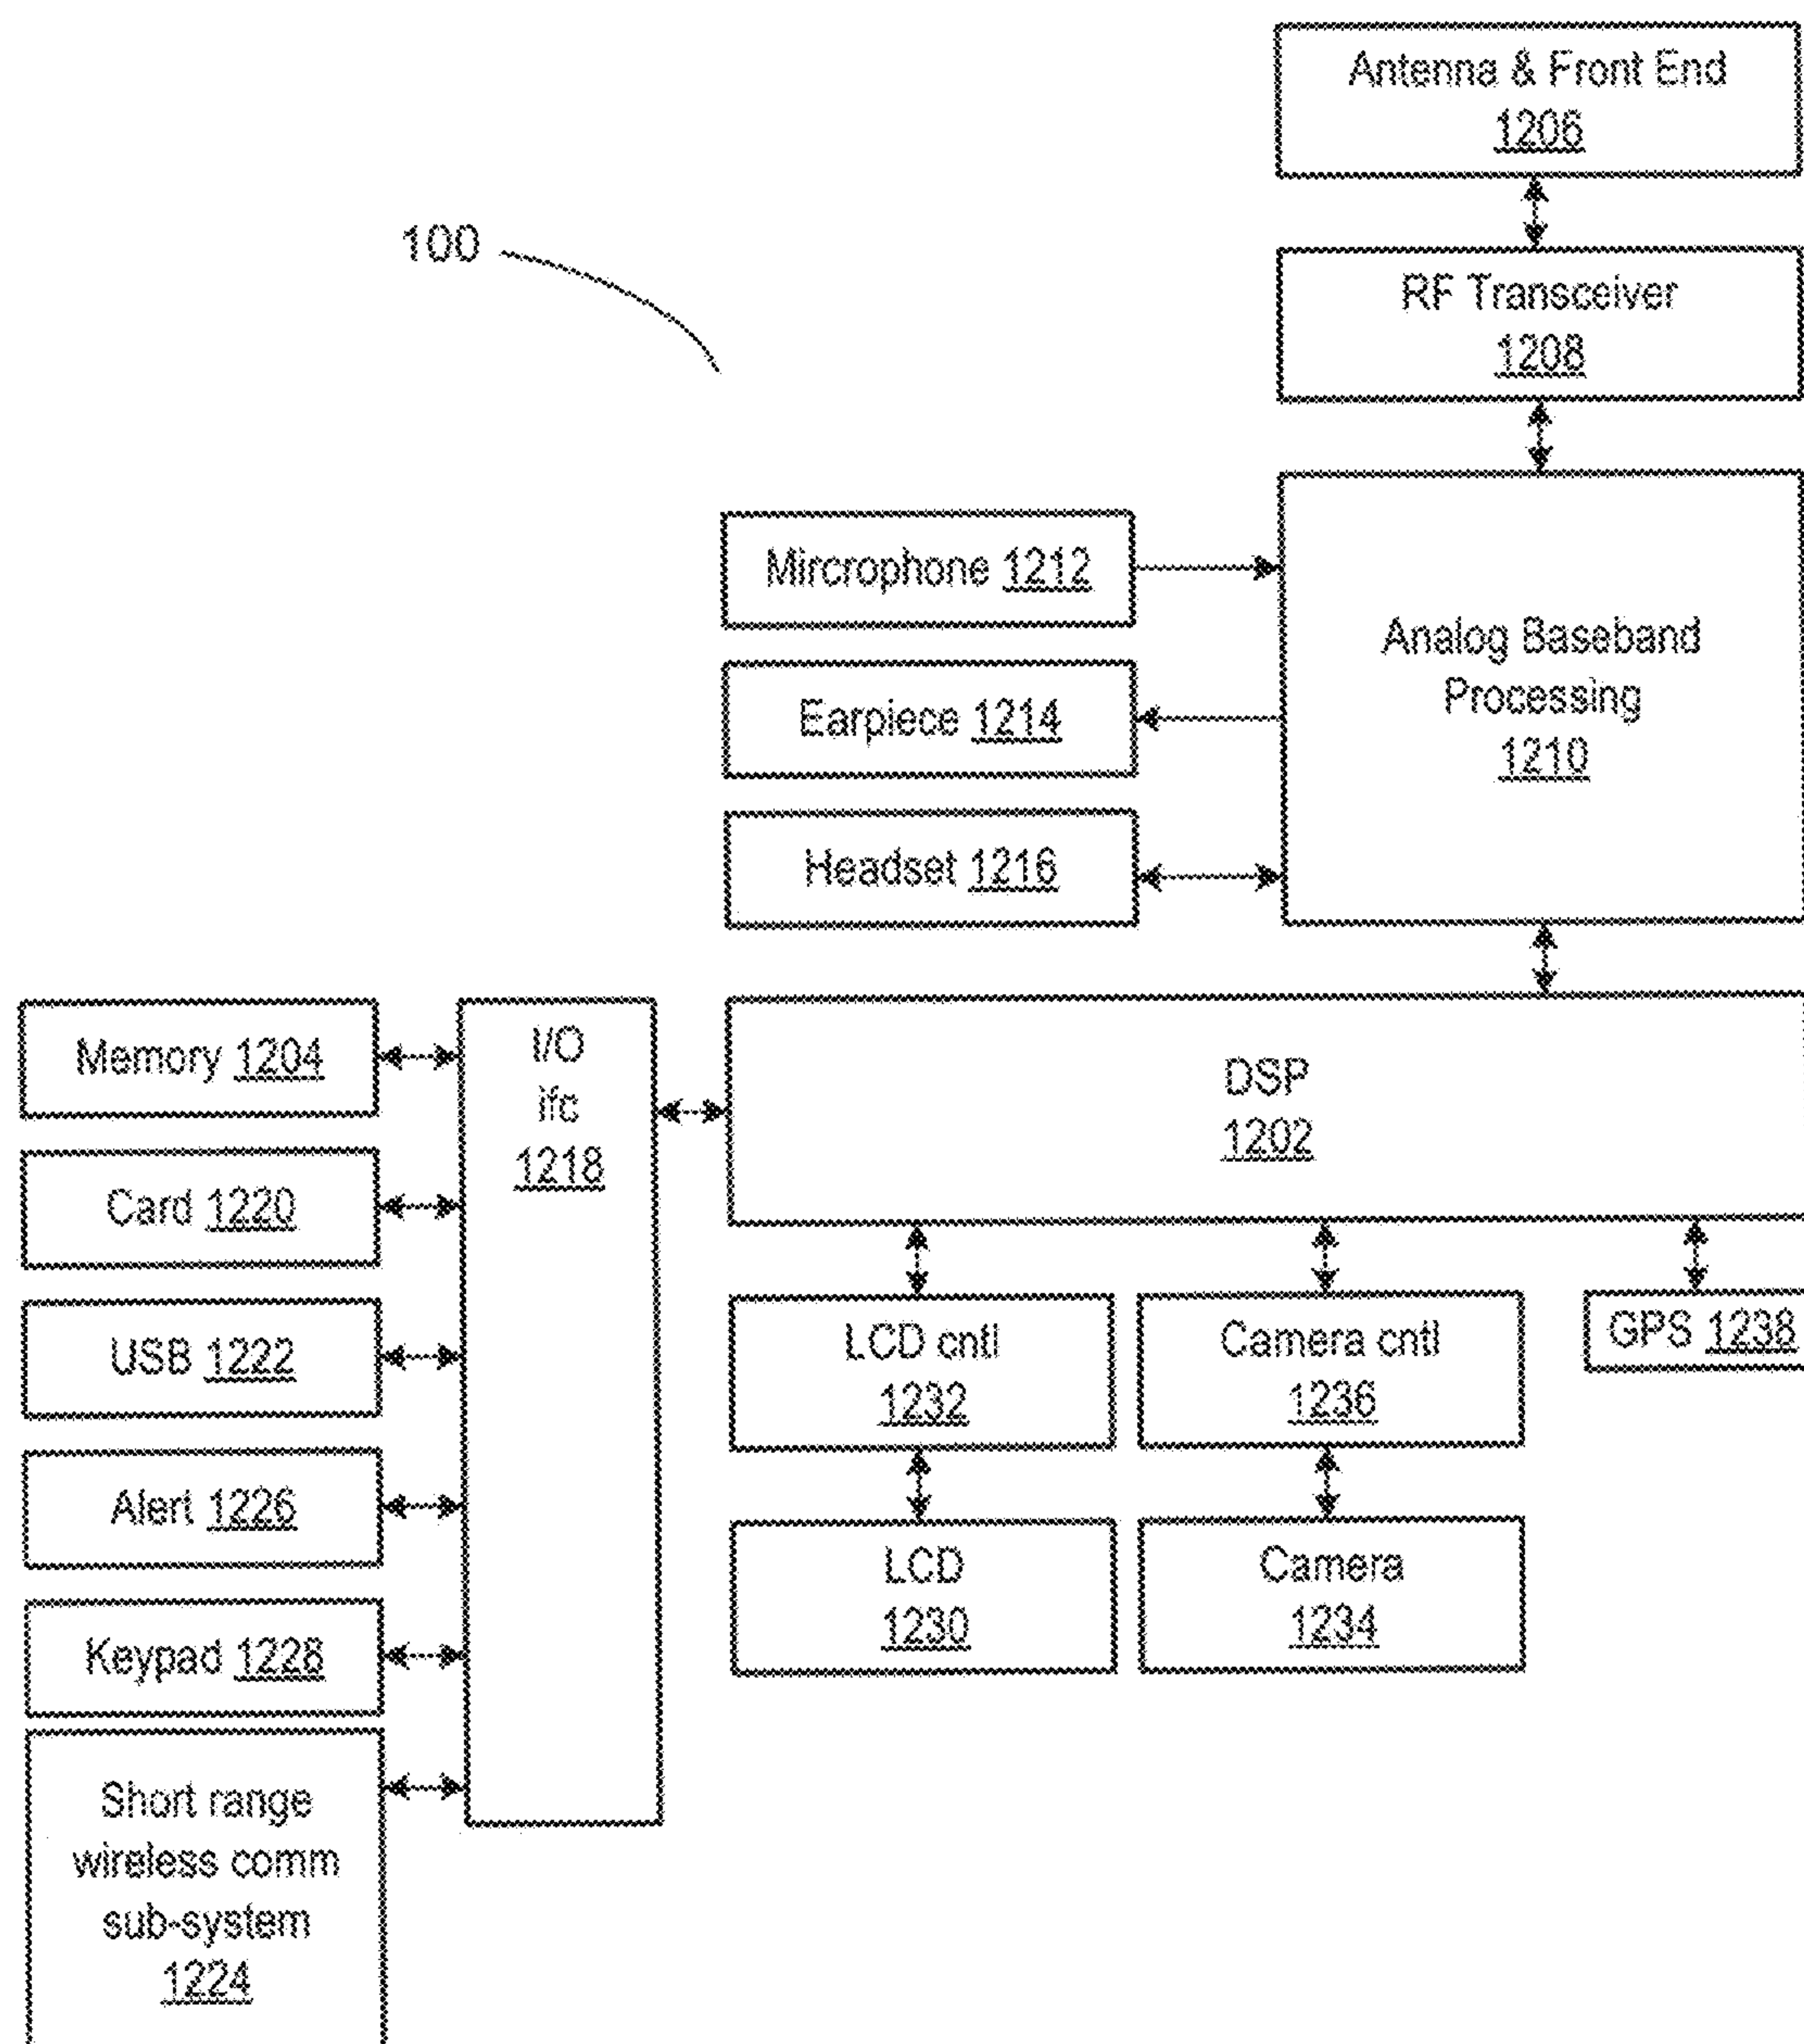 Antenna & Front End
1206
100
RF Transceiver
1208
Mircrophone 1212
Analog Baseband
Processing
1210
Earpiece 1214
Headset 1216
Memory 1204
I/O
ifc
1218
DSP
1202
Card 1220
USB 1222
LCD cntl
1232
Camera cntl
1236
GPS 1238
Alert 1226
LCD
1230
Camera
1234
Keypad 1228
Short range
wireless comm
sub-system
1224